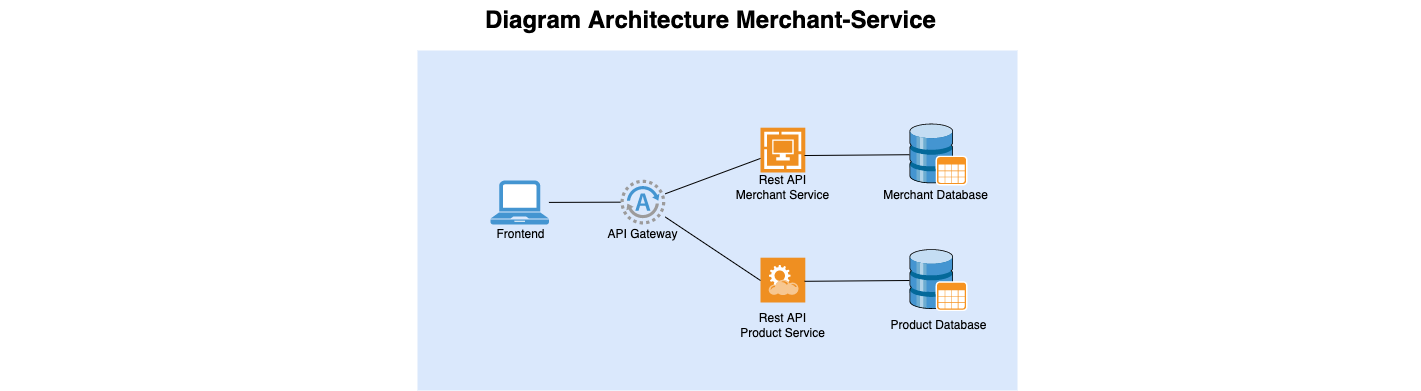 Diagram Architecture Merchant-Service
Rest API
Merchant Service
Merchant Database
Frontend
A
API Gateway
Rest API
Product Service
Product Database